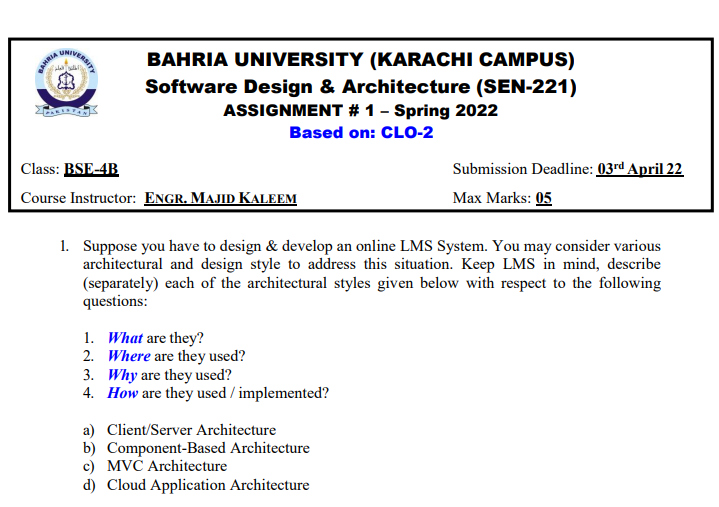 BAHRIA UNIVERSITY
PAKISTAN
BAHRIA UNIVERSITY (KARACHI CAMPUS)
Software Design & Architecture (SEN-221)
ASSIGNMENT # 1 – Spring 2022
Based on: CLO-2
Class: BSE-4B Submission Deadline: 03rd April 22
Course Instructor: ENGR. MAJID KALEEM Max Marks: 05
1. Suppose you have to design & develop an online LMS System. You may consider various
architectural and design style to address this situation. Keep LMS in mind, describe
(separately) each of the architectural styles given below with respect to the following
questions:
1. What are they?
2. Where are they used?
3. Why are they used?
4. How are they used / implemented?
a) Client/Server Architecture
b) Component-Based Architecture
c) MVC Architecture
d) Cloud Application Architecture